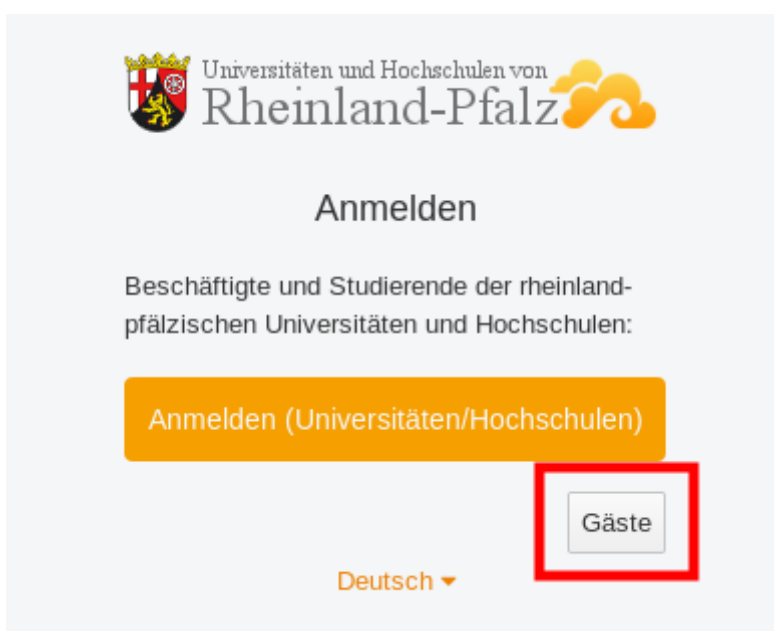 Universitäten und Hochschulen von
Rheinland-Pfalz
Anmelden
Beschäftigte und Studierende der rheinland-
pfälzischen Universitäten und Hochschulen:
Anmelden (Universitäten/Hochschulen)
Gäste
Deutsch